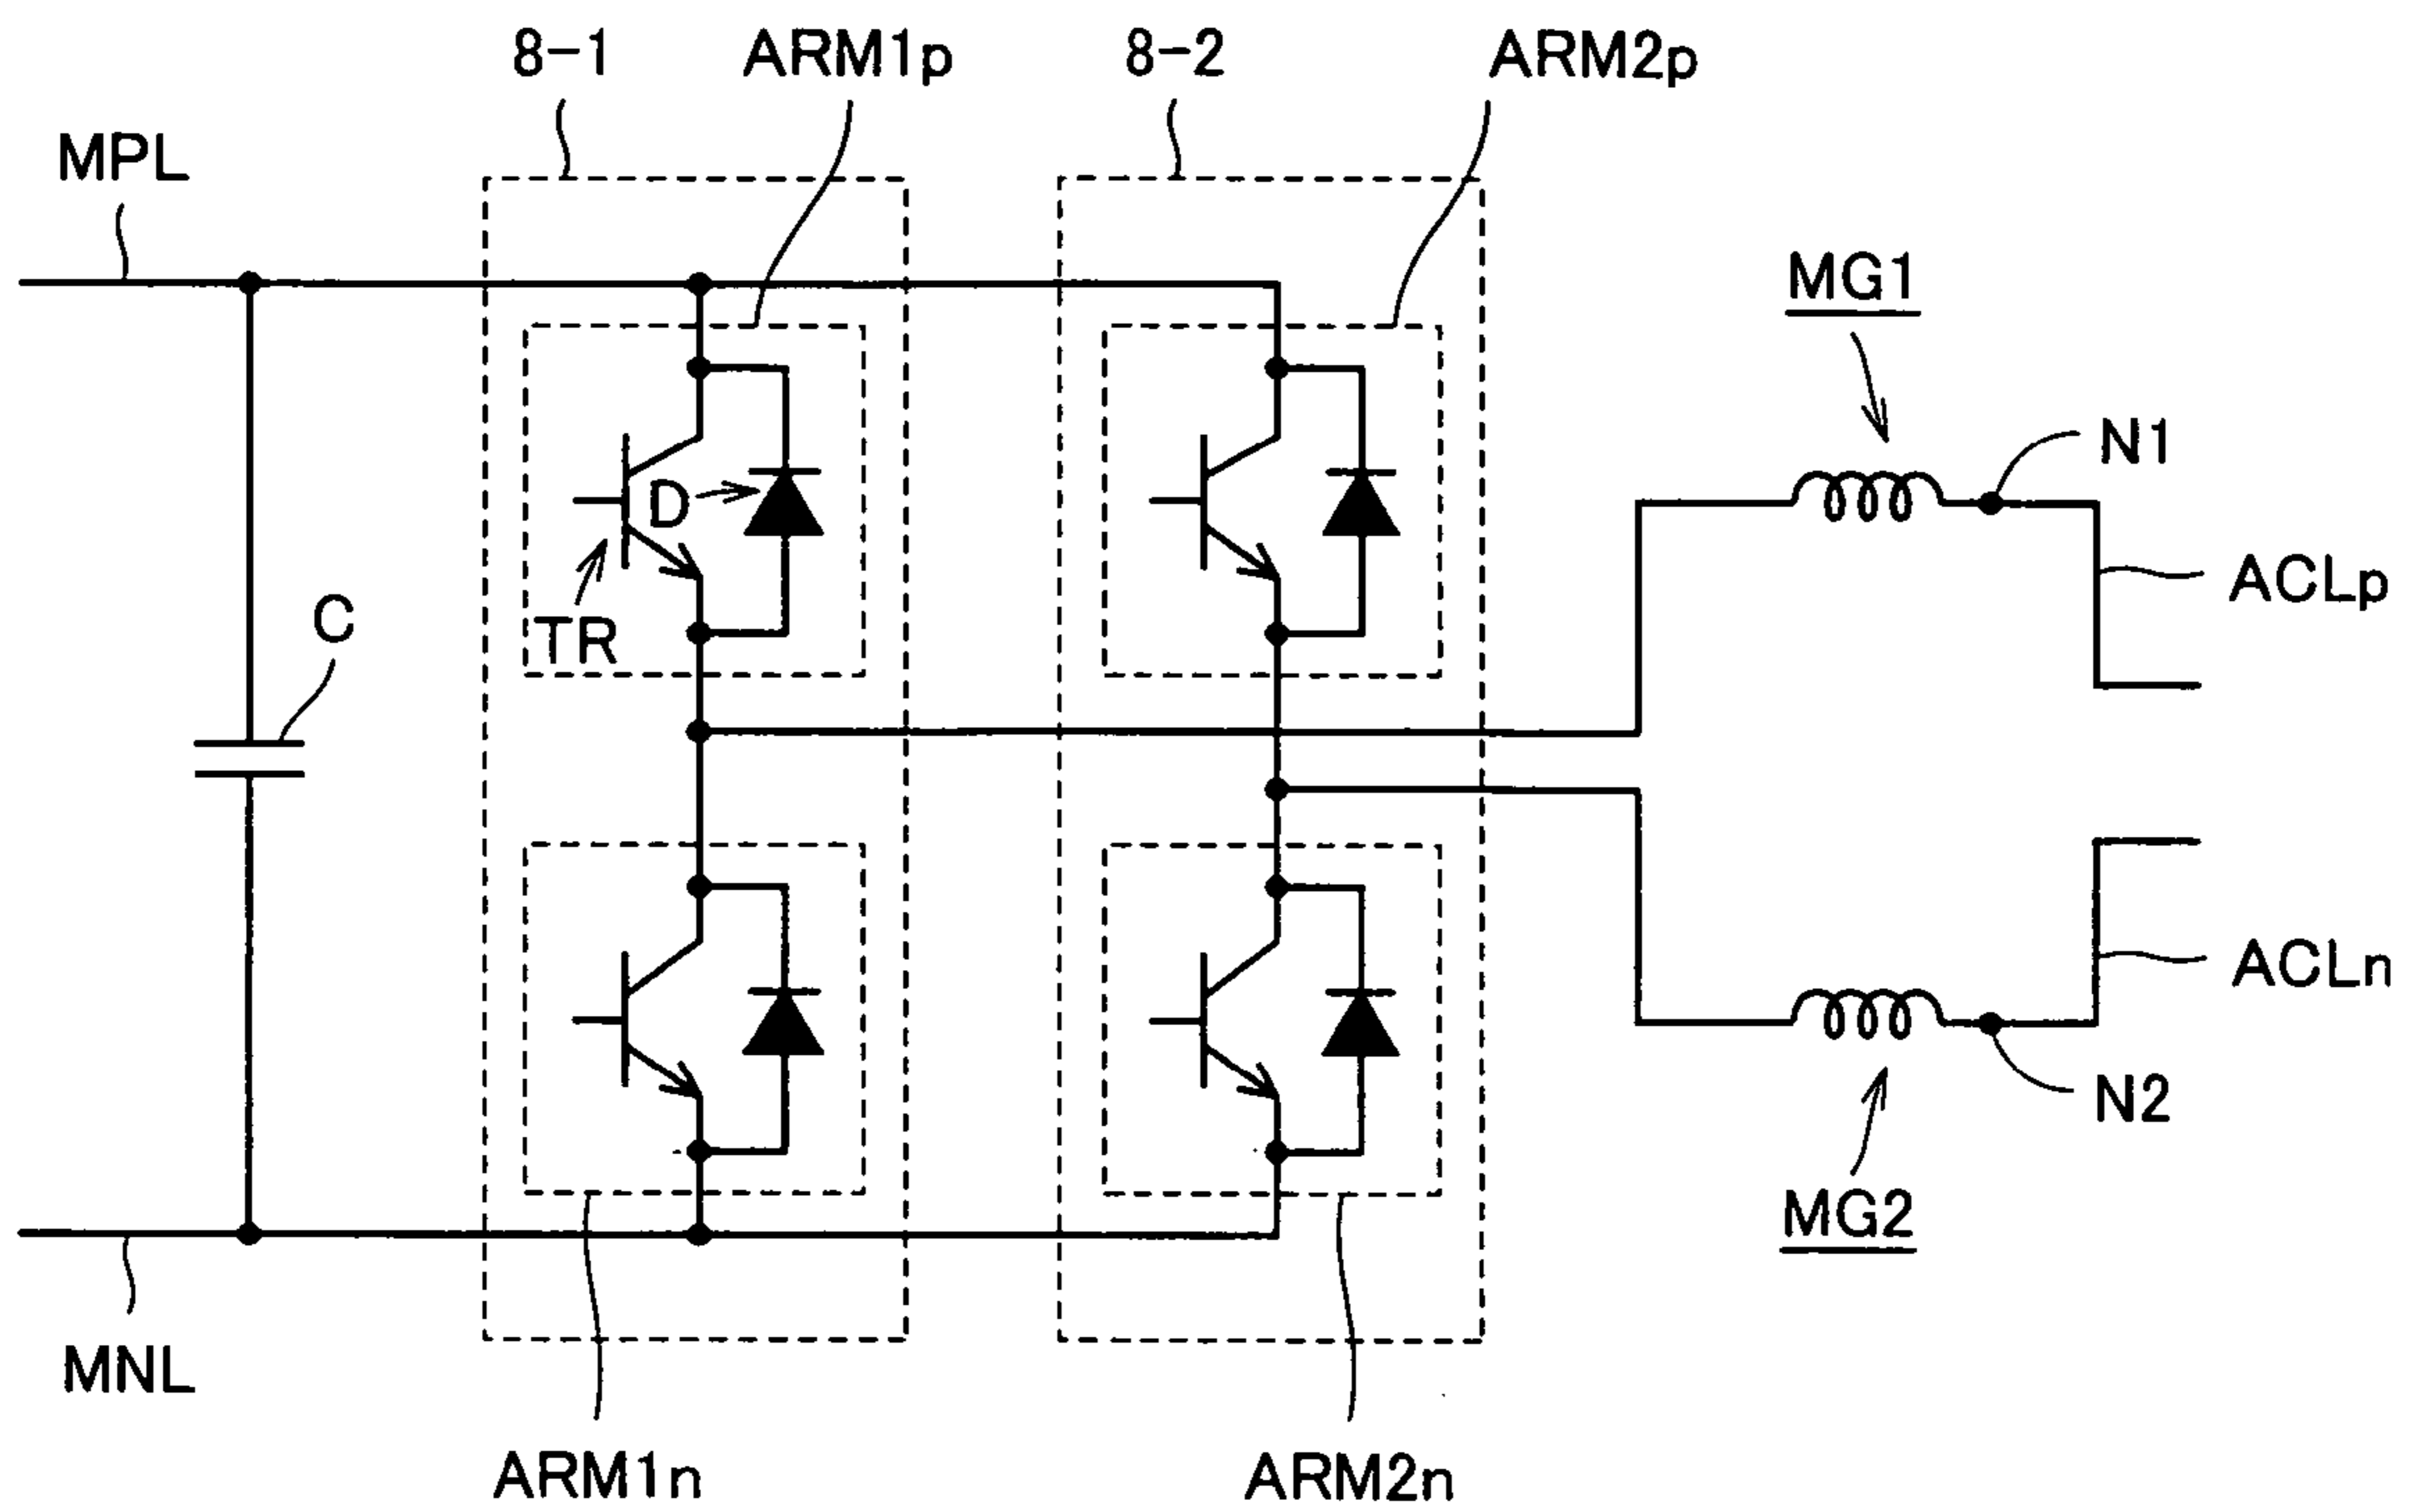 8-1
ARM1p
8-2
ARM2p
MPL
MG1
N1
D
ACLp
C
TR
ACLn
N2
MG2
MNL
ARM1n
ARM2n